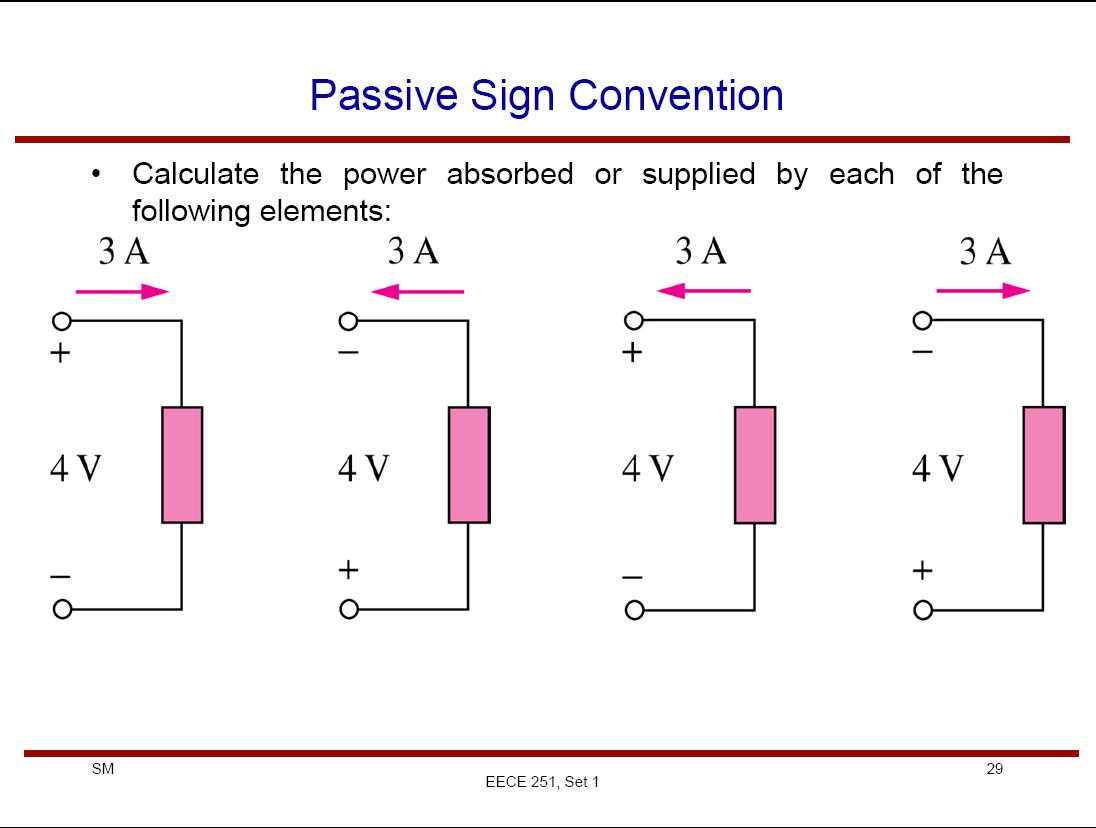 Passive Sign Convention
• Calculate the power absorbed or supplied by each of the
following elements:
3 A 3 A 3 A 3 A
+ – + –
4 V 4 V 4 V 4 V
– + – +
SM EECE 251, Set 1 29